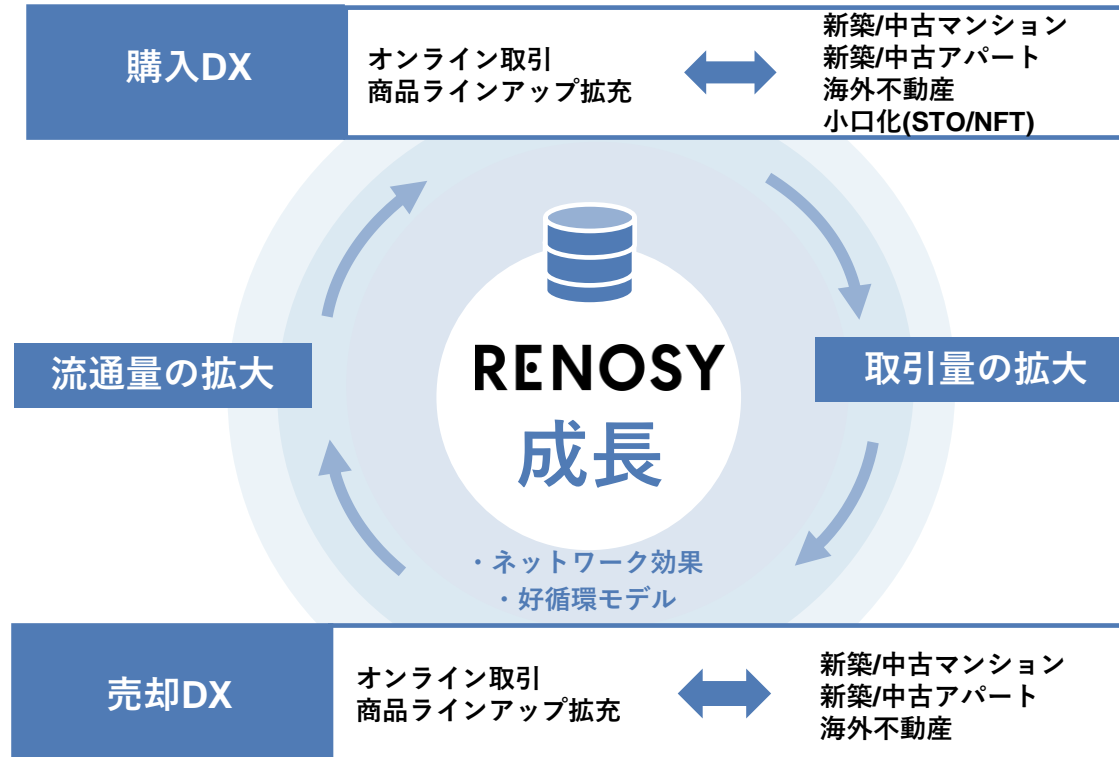 購入DX
オンライン取引
商品ラインアップ拡充
新築/中古マンション
新築/中古アパート
海外不動産
小口化(STO/NFT)
流通量の拡大
RENOSY
成長
取引量の拡大
・ネットワーク効果
・好循環モデル
売却DX
オンライン取引
商品ラインアップ拡充
新築/中古マンション
新築/中古アパート
海外不動産